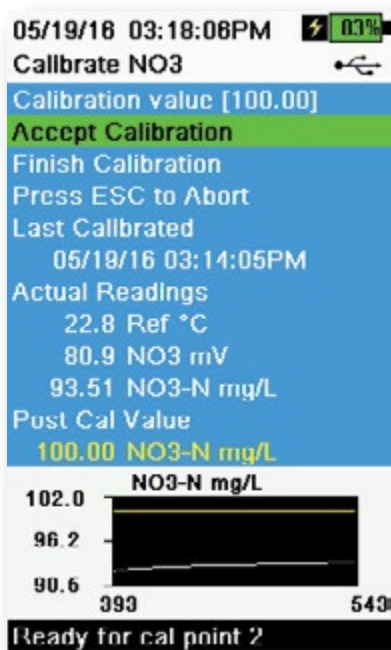 05/19/16 03:18:06PM
Calibrate NO3
Calibration value [100.00]
Accept Calibration
Finish Calibration
Press ESC to Abort
Last Calibrated
05/19/16 03:14:05PM
Actual Readings
22.8 Ref °C
80.9 NO3 mV
93.51 NO3-N mg/L
Post Cal Value
100.00 NO3-N mg/L
NO3-N mg/L
102.0
96.2
90.6
393 543
Ready for cal point 2